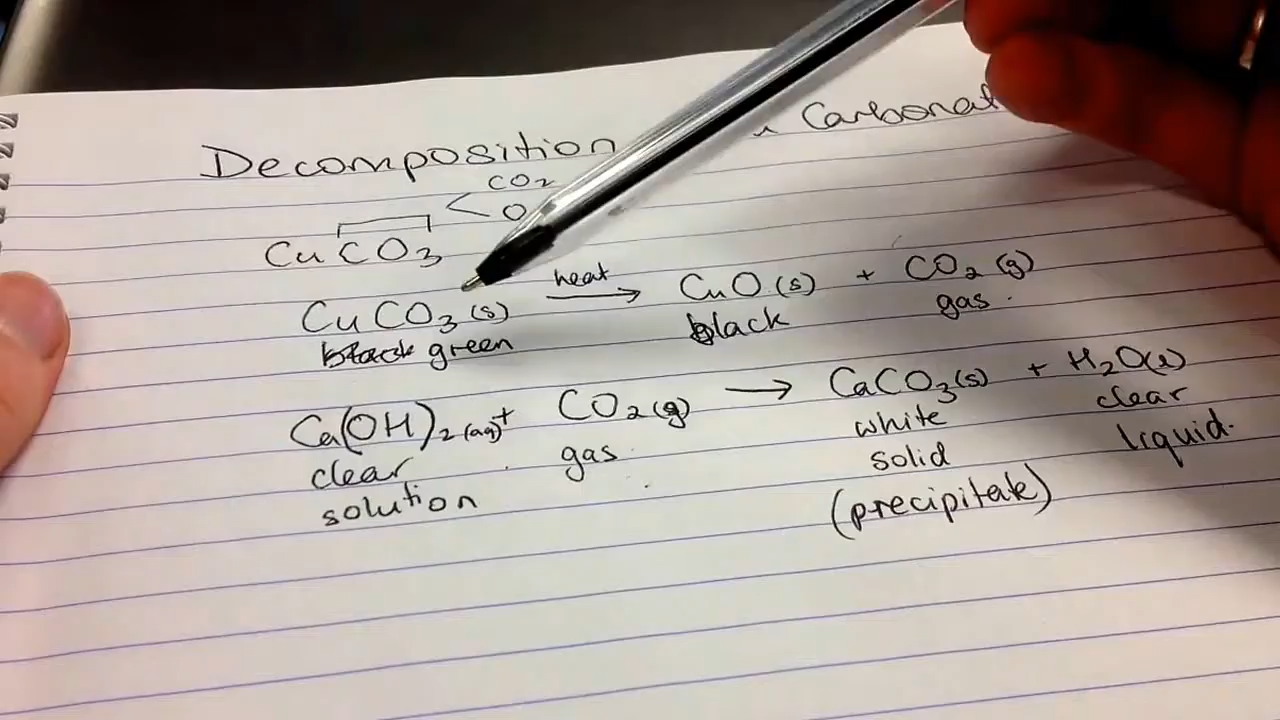 Decomposition Carbonat
CO2
O
CuCO3
CuCO3(s) heat → CuO(s) + CO2(g)
green black gas.
Ca(OH)2(aq) + CO2(g) → CaCO3(s) + H2O(l)
clear gas white clear
solution solid liquid.
(precipitate)